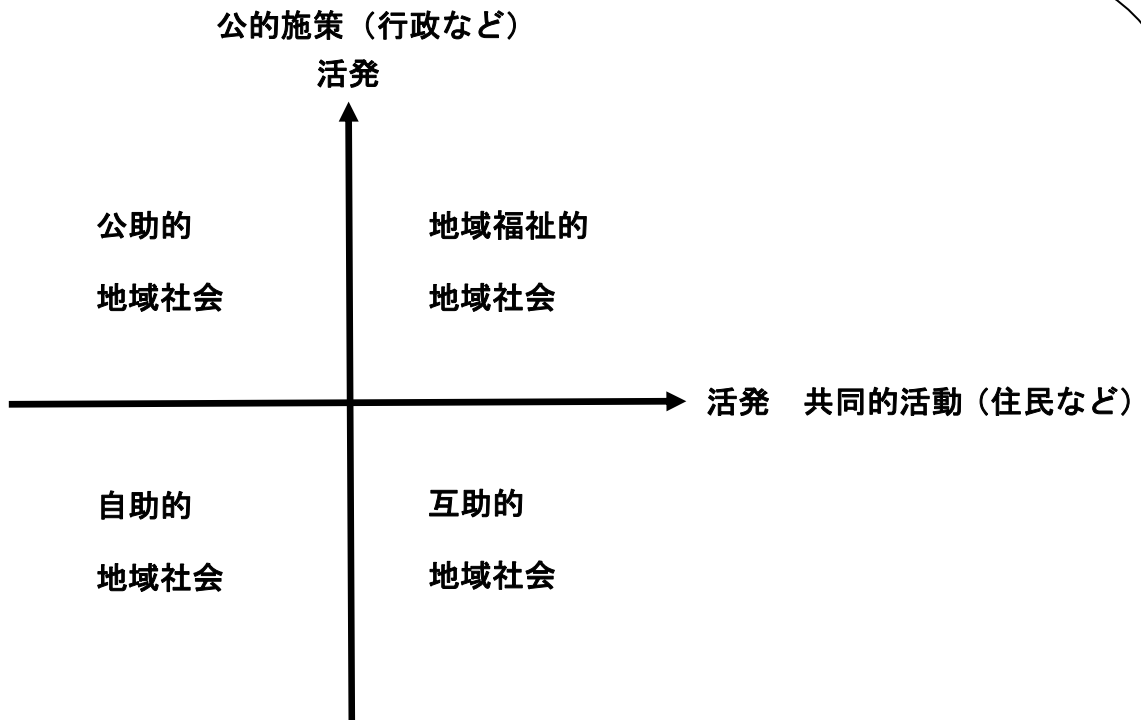 公的施策（行政など）
活発
公助的
地域社会
地域福祉的
地域社会
活発　共同的活動（住民など）
自助的
地域社会
互助的
地域社会